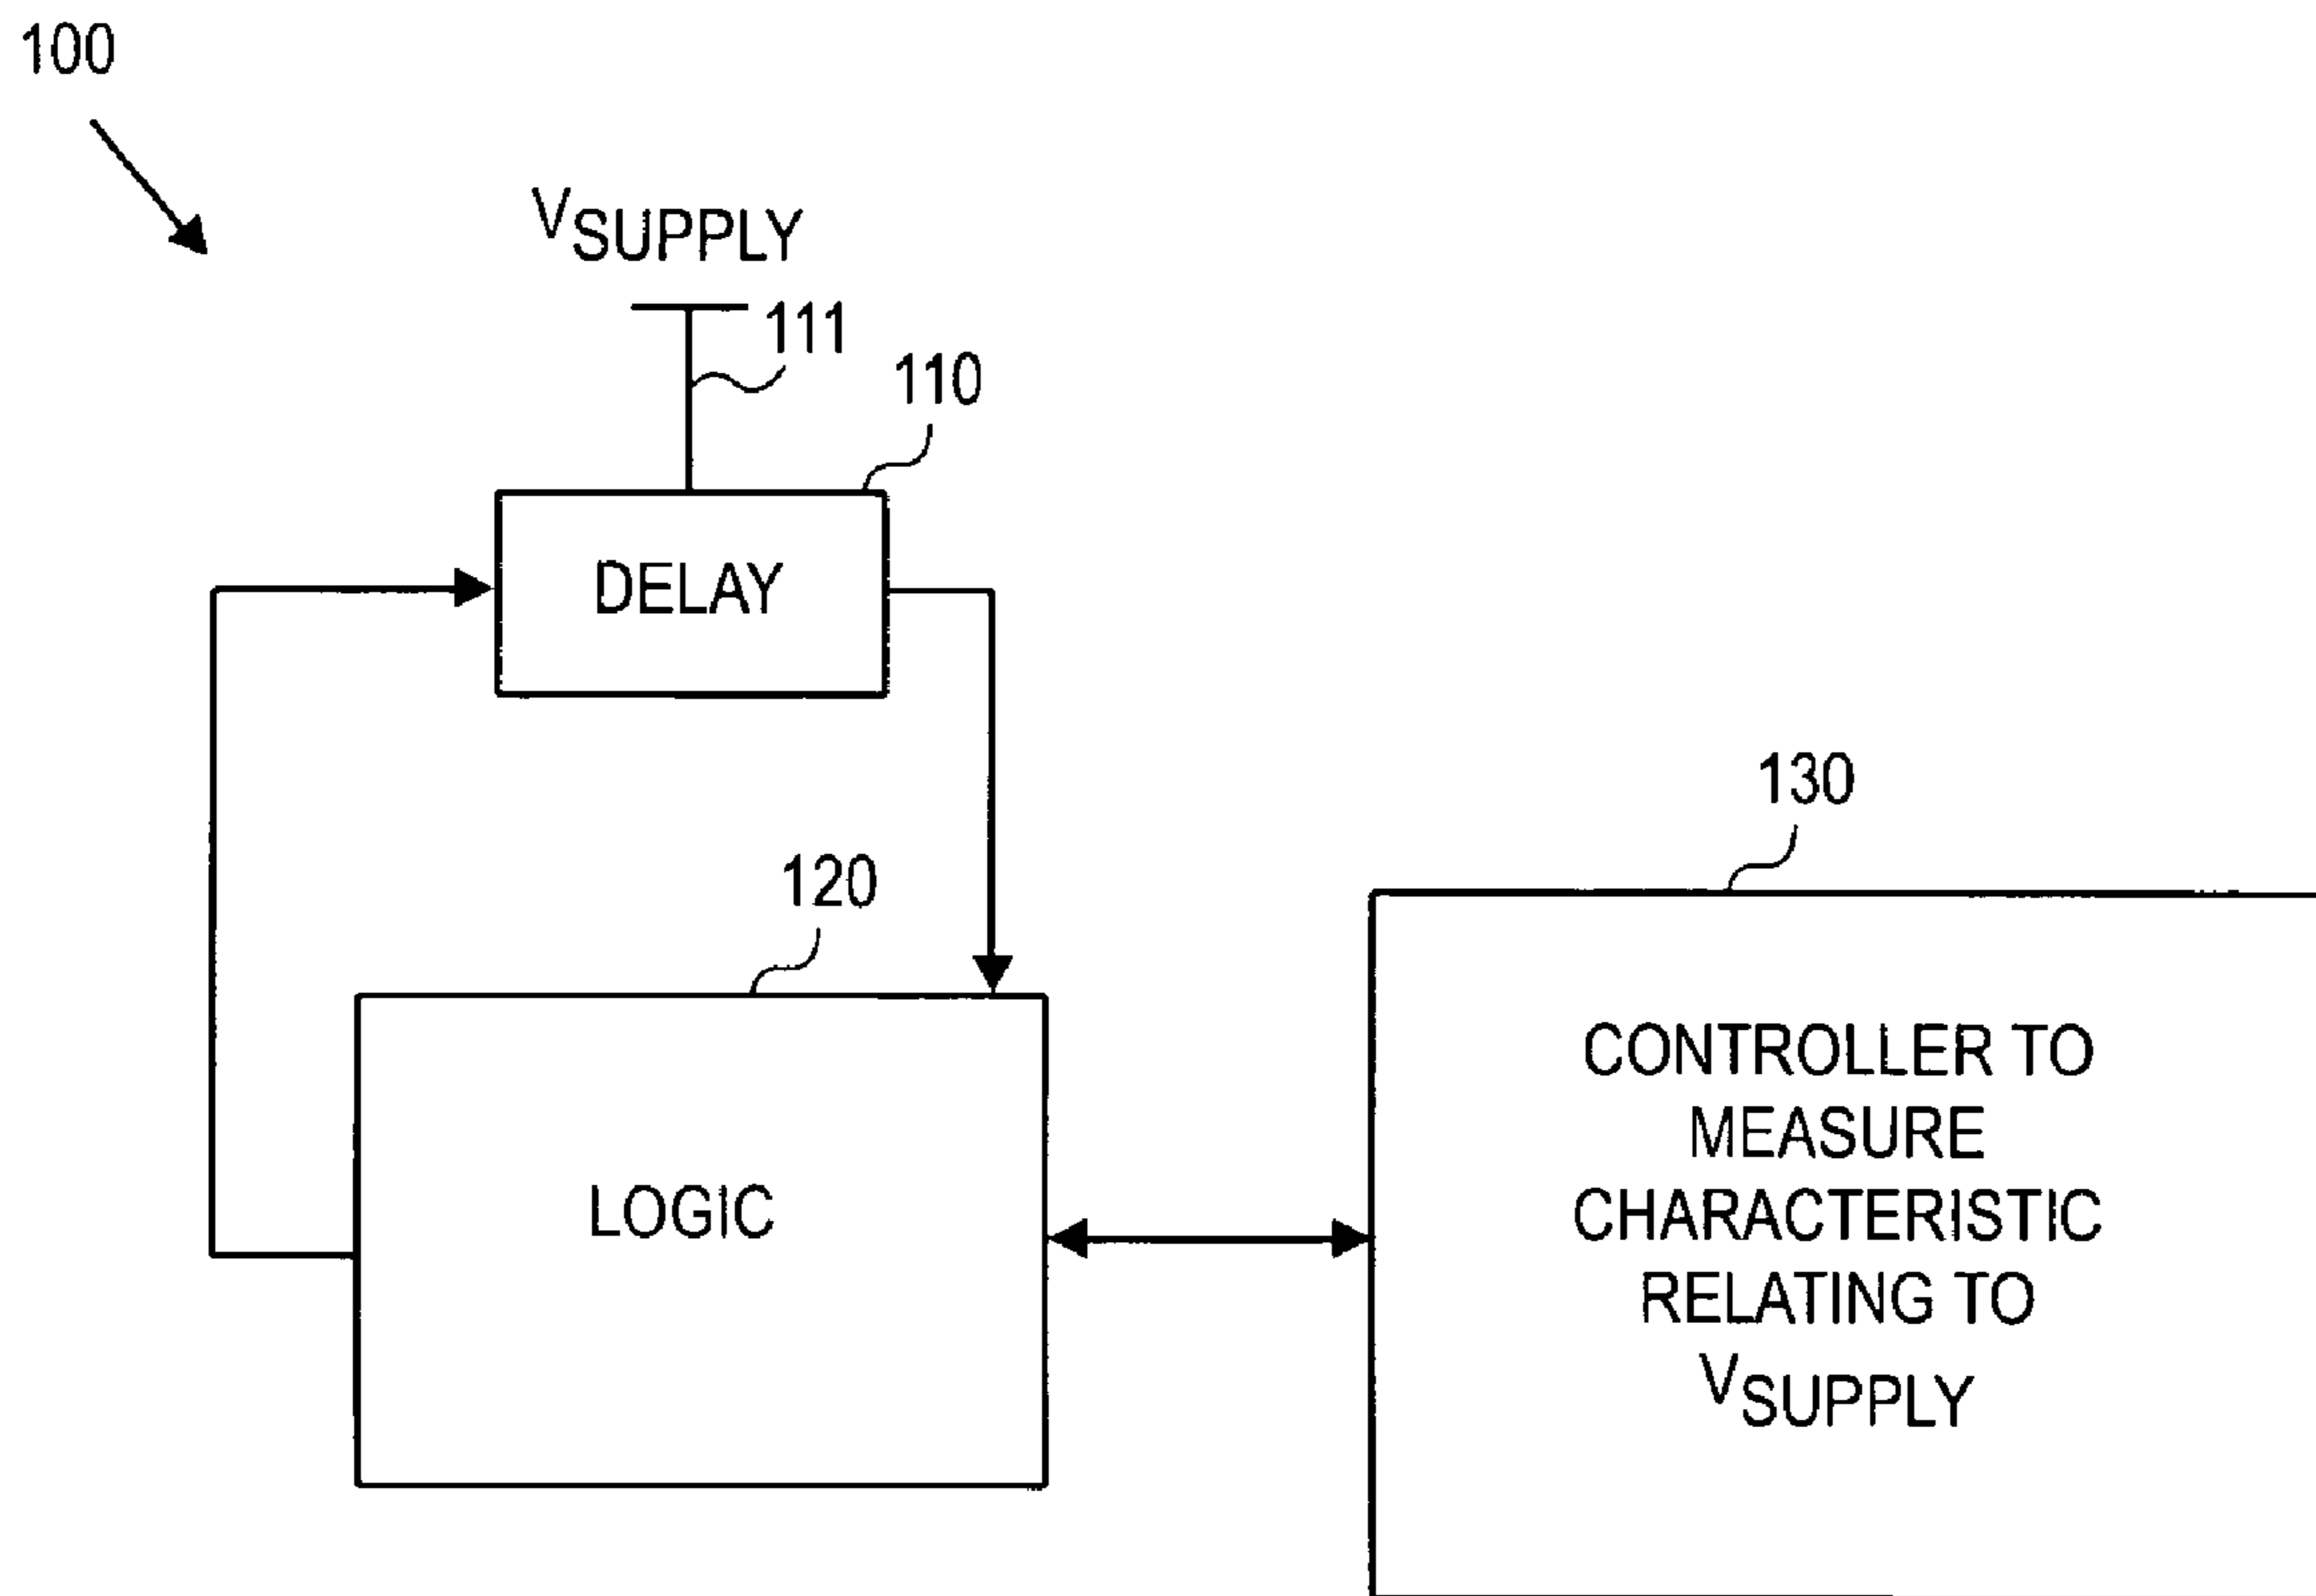 100
VSUPPLY
111
110
DELAY
130
120
CONTROLLER TO
MEASURE
CHARACTERISTIC
RELATING TO
VSUPPLY
LOGIC